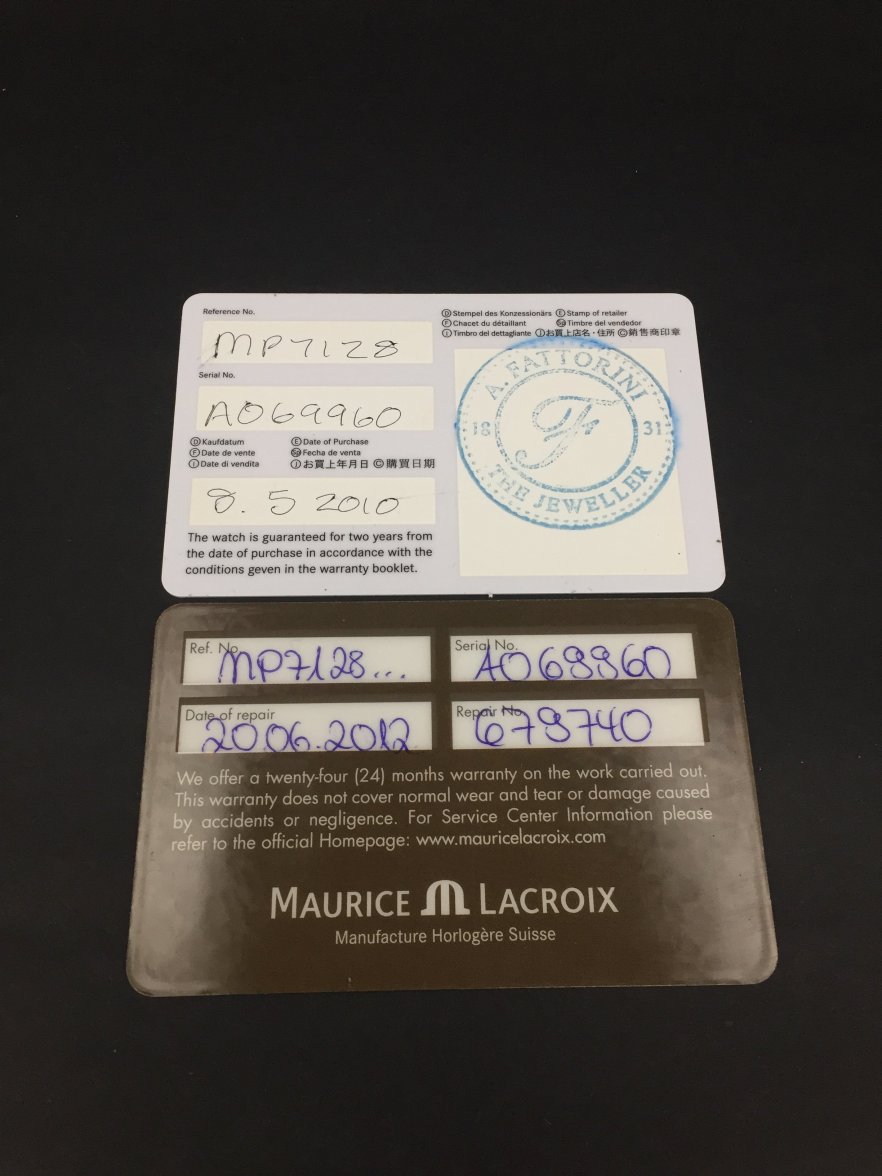 Reference No.
MP7128
Serial No.
A069960
Ⓓ Kaufdatum Ⓔ Date of Purchase
Ⓕ Date de vente Ⓢⓟ Fecha de venta
Ⓘ Date di vendita Ⓙ お買上年月日 Ⓒ 購買日期
8. 5 2010
The watch is guaranteed for two years from
the date of purchase in accordance with the
conditions geven in the warranty booklet.
Ⓓ Stempel des Konzessionärs Ⓔ Stamp of retailer
Ⓕ Chacet du détaillant Ⓢⓟ Timbre del vendedor
Ⓘ Timbro del dettagliante Ⓙ お買上店名・住所 Ⓒ 銷售商印章
A. FATTORINI
18 F 31
THE JEWELLER
Ref. No.
MP7128...
Serial No.
A069960
Date of repair
20.06.2012
Repair No.
679740
We offer a twenty-four (24) months warranty on the work carried out.
This warranty does not cover normal wear and tear or damage caused
by accidents or negligence. For Service Center Information please
refer to the official Homepage: www.mauricelacroix.com
MAURICE M LACROIX
Manufacture Horlogère Suisse